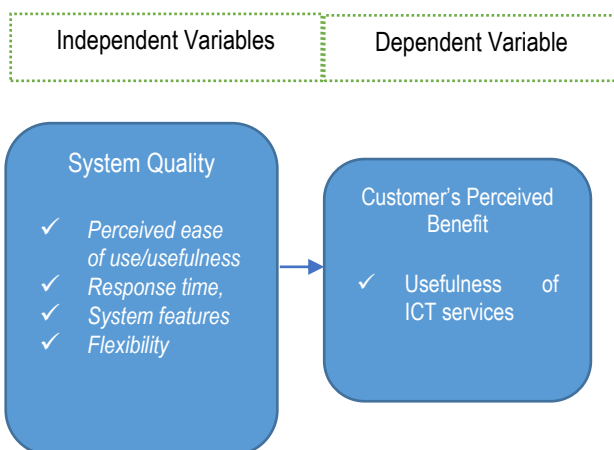 Independent Variables
Dependent Variable
System Quality
✓ Perceived ease
of use/usefulness
✓ Response time,
✓ System features
✓ Flexibility
Customer's Perceived
Benefit
✓ Usefulness of
ICT services